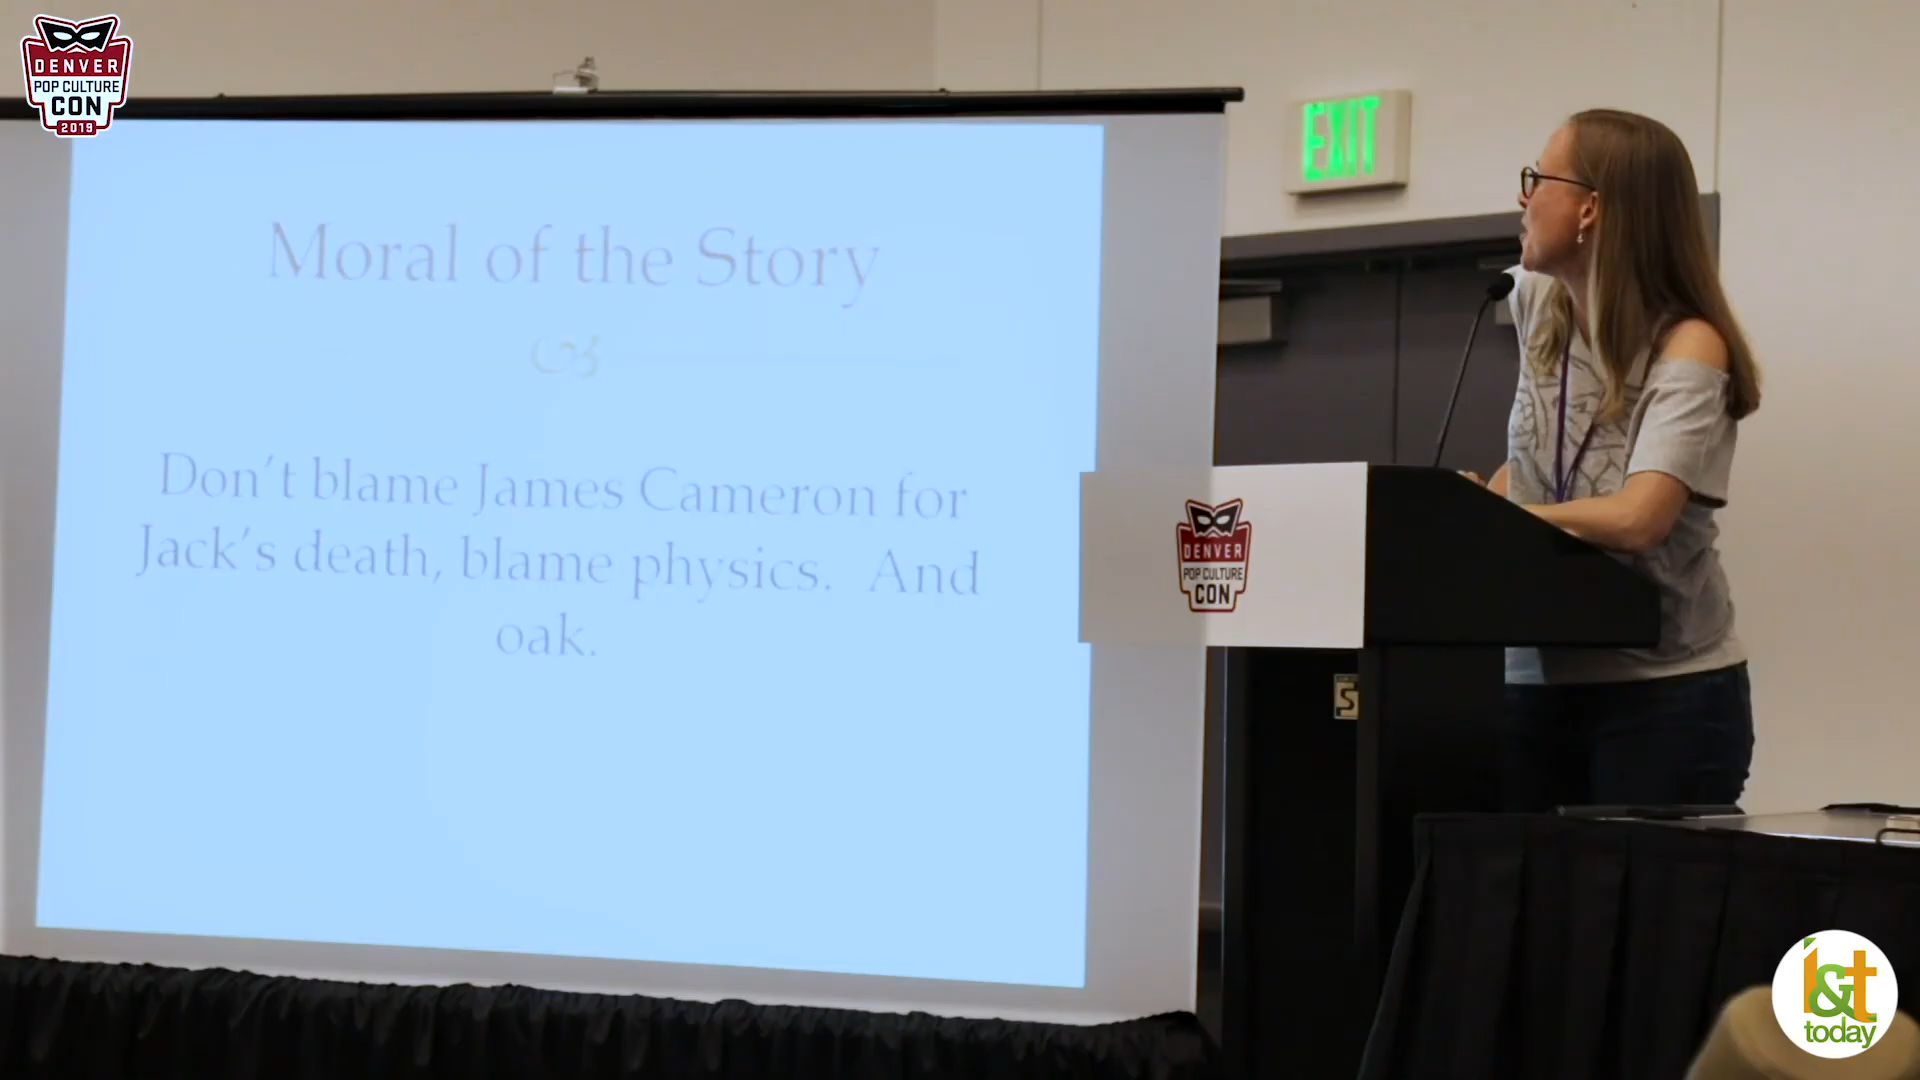 DENVER
POP CULTURE
CON
2019
EXIT
Moral of the Story
Don't blame James Cameron for
Jack's death, blame physics.  And
oak.
DENVER
POP CULTURE
CON
S
i&t
today